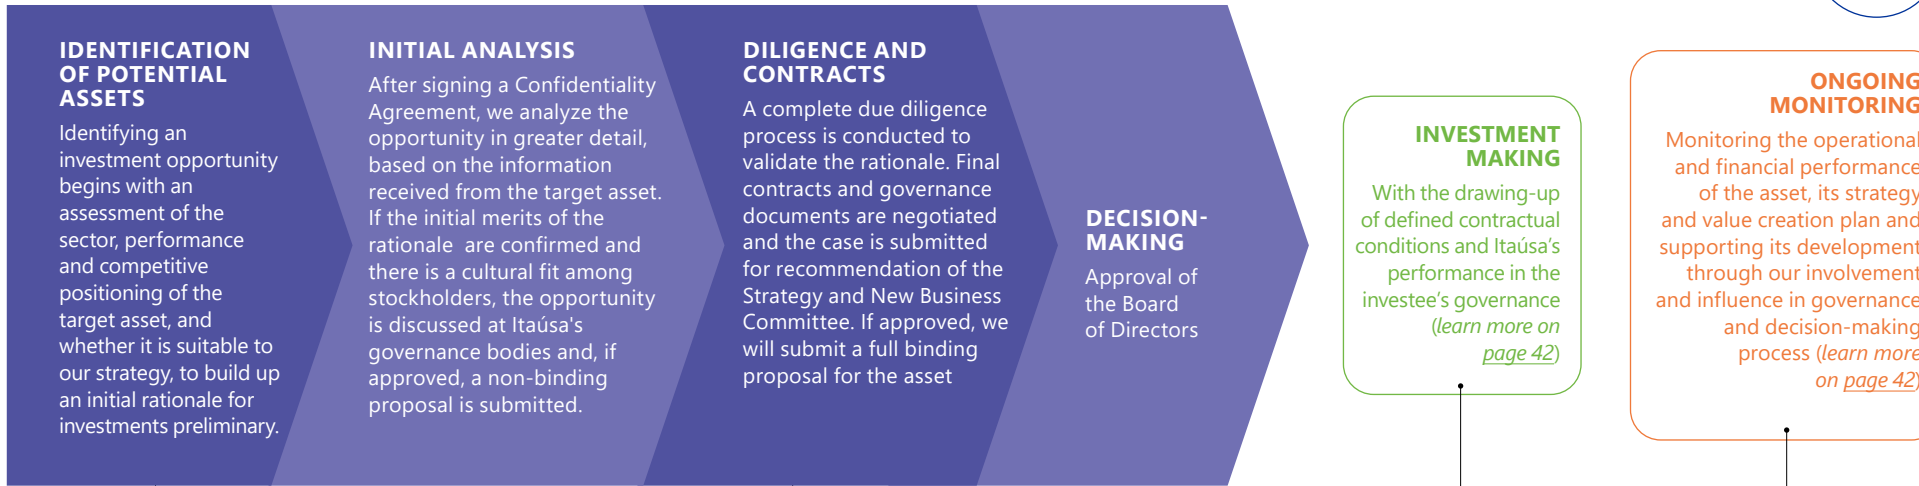 IDENTIFICATION
OF POTENTIAL
ASSETS
Identifying an
investment opportunity
begins with an
assessment of the
sector, performance
and competitive
positioning of the
target asset, and
whether it is suitable to
our strategy, to build up
an initial rationale for
investments preliminary.
INITIAL ANALYSIS
After signing a Confidentiality
Agreement, we analyze the
opportunity in greater detail,
based on the information
received from the target asset.
If the initial merits of the
rationale are confirmed and
there is a cultural fit among
stockholders, the opportunity
is discussed at Itaúsa's
governance bodies and, if
approved, a non-binding
proposal is submitted.
DILIGENCE AND
CONTRACTS
A complete due diligence
process is conducted to
validate the rationale. Final
contracts and governance
documents are negotiated
and the case is submitted
for recommendation of the
Strategy and New Business
Committee. If approved, we
will submit a full binding
proposal for the asset
DECISION-
MAKING
Approval of
the Board
of Directors
INVESTMENT
MAKING
With the drawing-up
of defined contractual
conditions and Itaúsa’s
performance in the
investee’s governance
(learn more on
page 42)
ONGOING
MONITORING
Monitoring the operational
and financial performance
of the asset, its strategy
and value creation plan and
supporting its development
through our involvement
and influence in governance
and decision-making
process (learn more
on page 42)